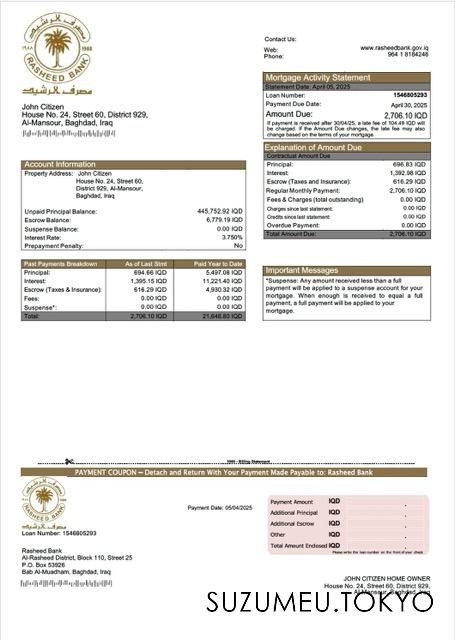 مصرف الرشيد
١٩٨٨ 1988
RASHEED BANK
مصرف الرشيد
Contact Us:
Web: www.rasheedbank.gov.iq
Phone: 964 1 8184246
John Citizen
House No. 24, Street 60, District 929,
Al-Mansour, Baghdad, Iraq
Mortgage Activity Statement
Statement Date: April 05, 2025
Loan Number: 1546805293
Payment Due Date: April 30, 2025
Amount Due: 2,706.10 IQD
If payment is received after 30/04/25, a late fee of 104.49 IQD will
be charged. If the Amount Due changes, the late fee may also
change based on the terms of your mortgage.
Explanation of Amount Due
Contractual Amount Due
Principal: 696.83 IQD
Interest: 1,392.98 IQD
Escrow (Taxes and Insurance): 616.29 IQD
Regular Monthly Payment: 2,706.10 IQD
Fees & Charges (total outstanding) 0.00 IQD
Charges since last statement: 0.00 IQD
Credits since last statement: 0.00 IQD
Overdue Payment: 0.00 IQD
Total Amount Due: 2,706.10 IQD
Account Information
Property Address: John Citizen
House No. 24, Street 60,
District 929, Al-Mansour,
Baghdad, Iraq
Unpaid Principal Balance: 445,752.92 IQD
Escrow Balance: 6,779.19 IQD
Suspense Balance: 0.00 IQD
Interest Rate: 3.750%
Prepayment Penalty: No
Past Payments Breakdown As of Last Stmt Paid Year to Date
Principal: 694.66 IQD 5,497.08 IQD
Interest: 1,395.15 IQD 11,221.40 IQD
Escrow (Taxes & Insurance): 616.29 IQD 4,930.32 IQD
Fees: 0.00 IQD 0.00 IQD
Suspense*: 0.00 IQD 0.00 IQD
Total: 2,706.10 IQD 21,648.80 IQD
Important Messages
*Suspense: Any amount received less than a full
payment will be applied to a suspense account for your
mortgage. When enough is received to equal a full
payment, a full payment will be applied to your
mortgage.
Billing Statement
PAYMENT COUPON – Detach and Return With Your Payment Made Payable to: Rasheed Bank
RASHEED BANK
مصرف الرشيد
Loan Number: 1546805293
Payment Date: 05/04/2025
Payment Amount IQD
Additional Principal IQD
Additional Escrow IQD
Other IQD
Total Amount Enclosed IQD
Please write the loan number on the front of your check
Rasheed Bank
Al-Rasheed District, Block 110, Street 25
P.O. Box 53926
Bab Al-Muadham, Baghdad, Iraq
JOHN CITIZEN HOME OWNER
House No. 24, Street 60, District 929,
Al-Mansour, Baghdad, Iraq
SUZUMEU.TOKYO